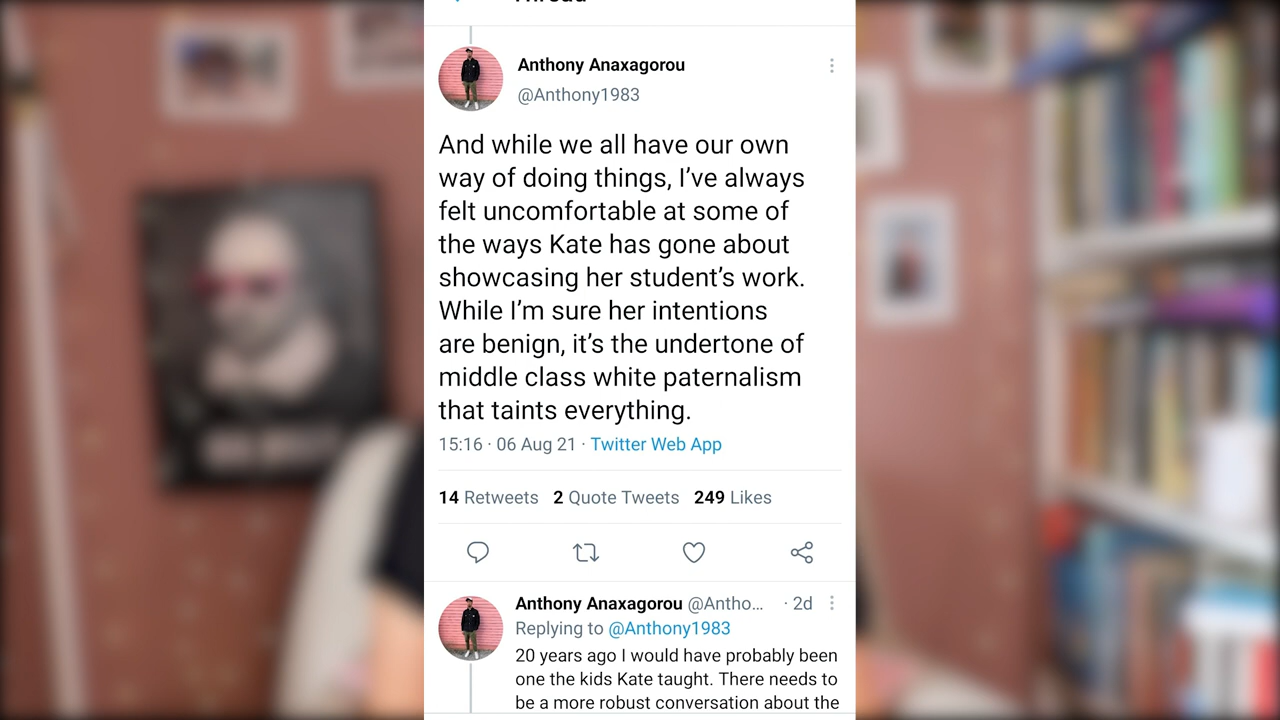 Anthony Anaxagorou
@Anthony1983
And while we all have our own
way of doing things, I’ve always
felt uncomfortable at some of
the ways Kate has gone about
showcasing her student’s work.
While I’m sure her intentions
are benign, it’s the undertone of
middle class white paternalism
that taints everything.
15:16 · 06 Aug 21 · Twitter Web App
14 Retweets 2 Quote Tweets 249 Likes
Anthony Anaxagorou @Antho... · 2d
Replying to @Anthony1983
20 years ago I would have probably been
one the kids Kate taught. There needs to
be a more robust conversation about the